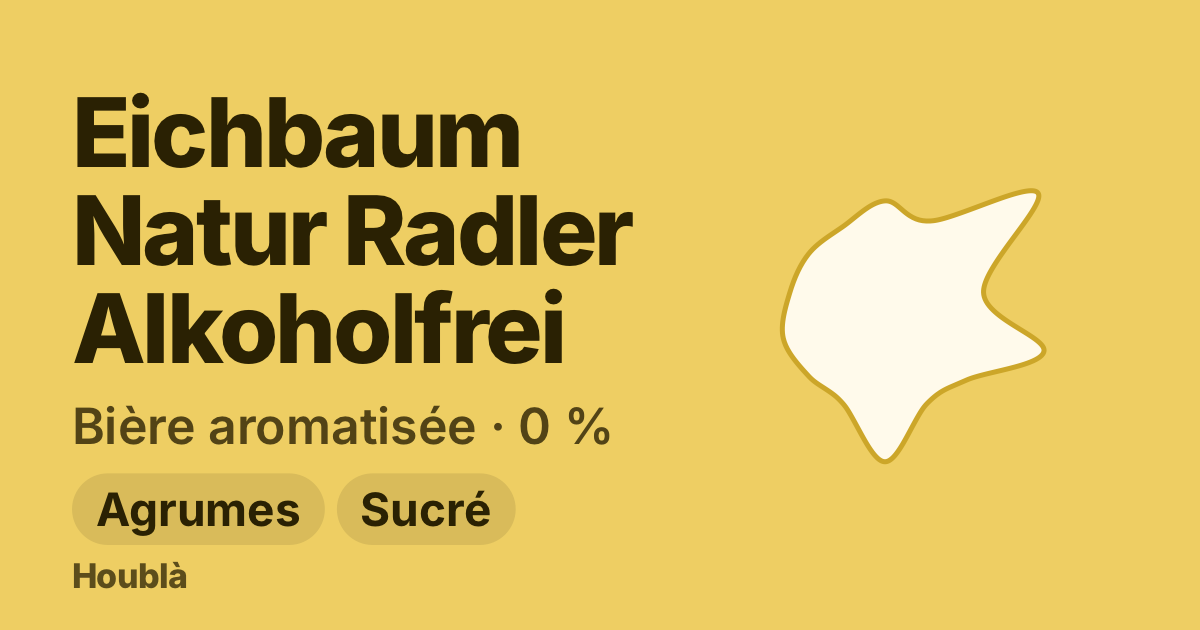 Eichbaum
Natur Radler
Alkoholfrei
Bière aromatisée · 0 %
Agrumes Sucré
Houblà